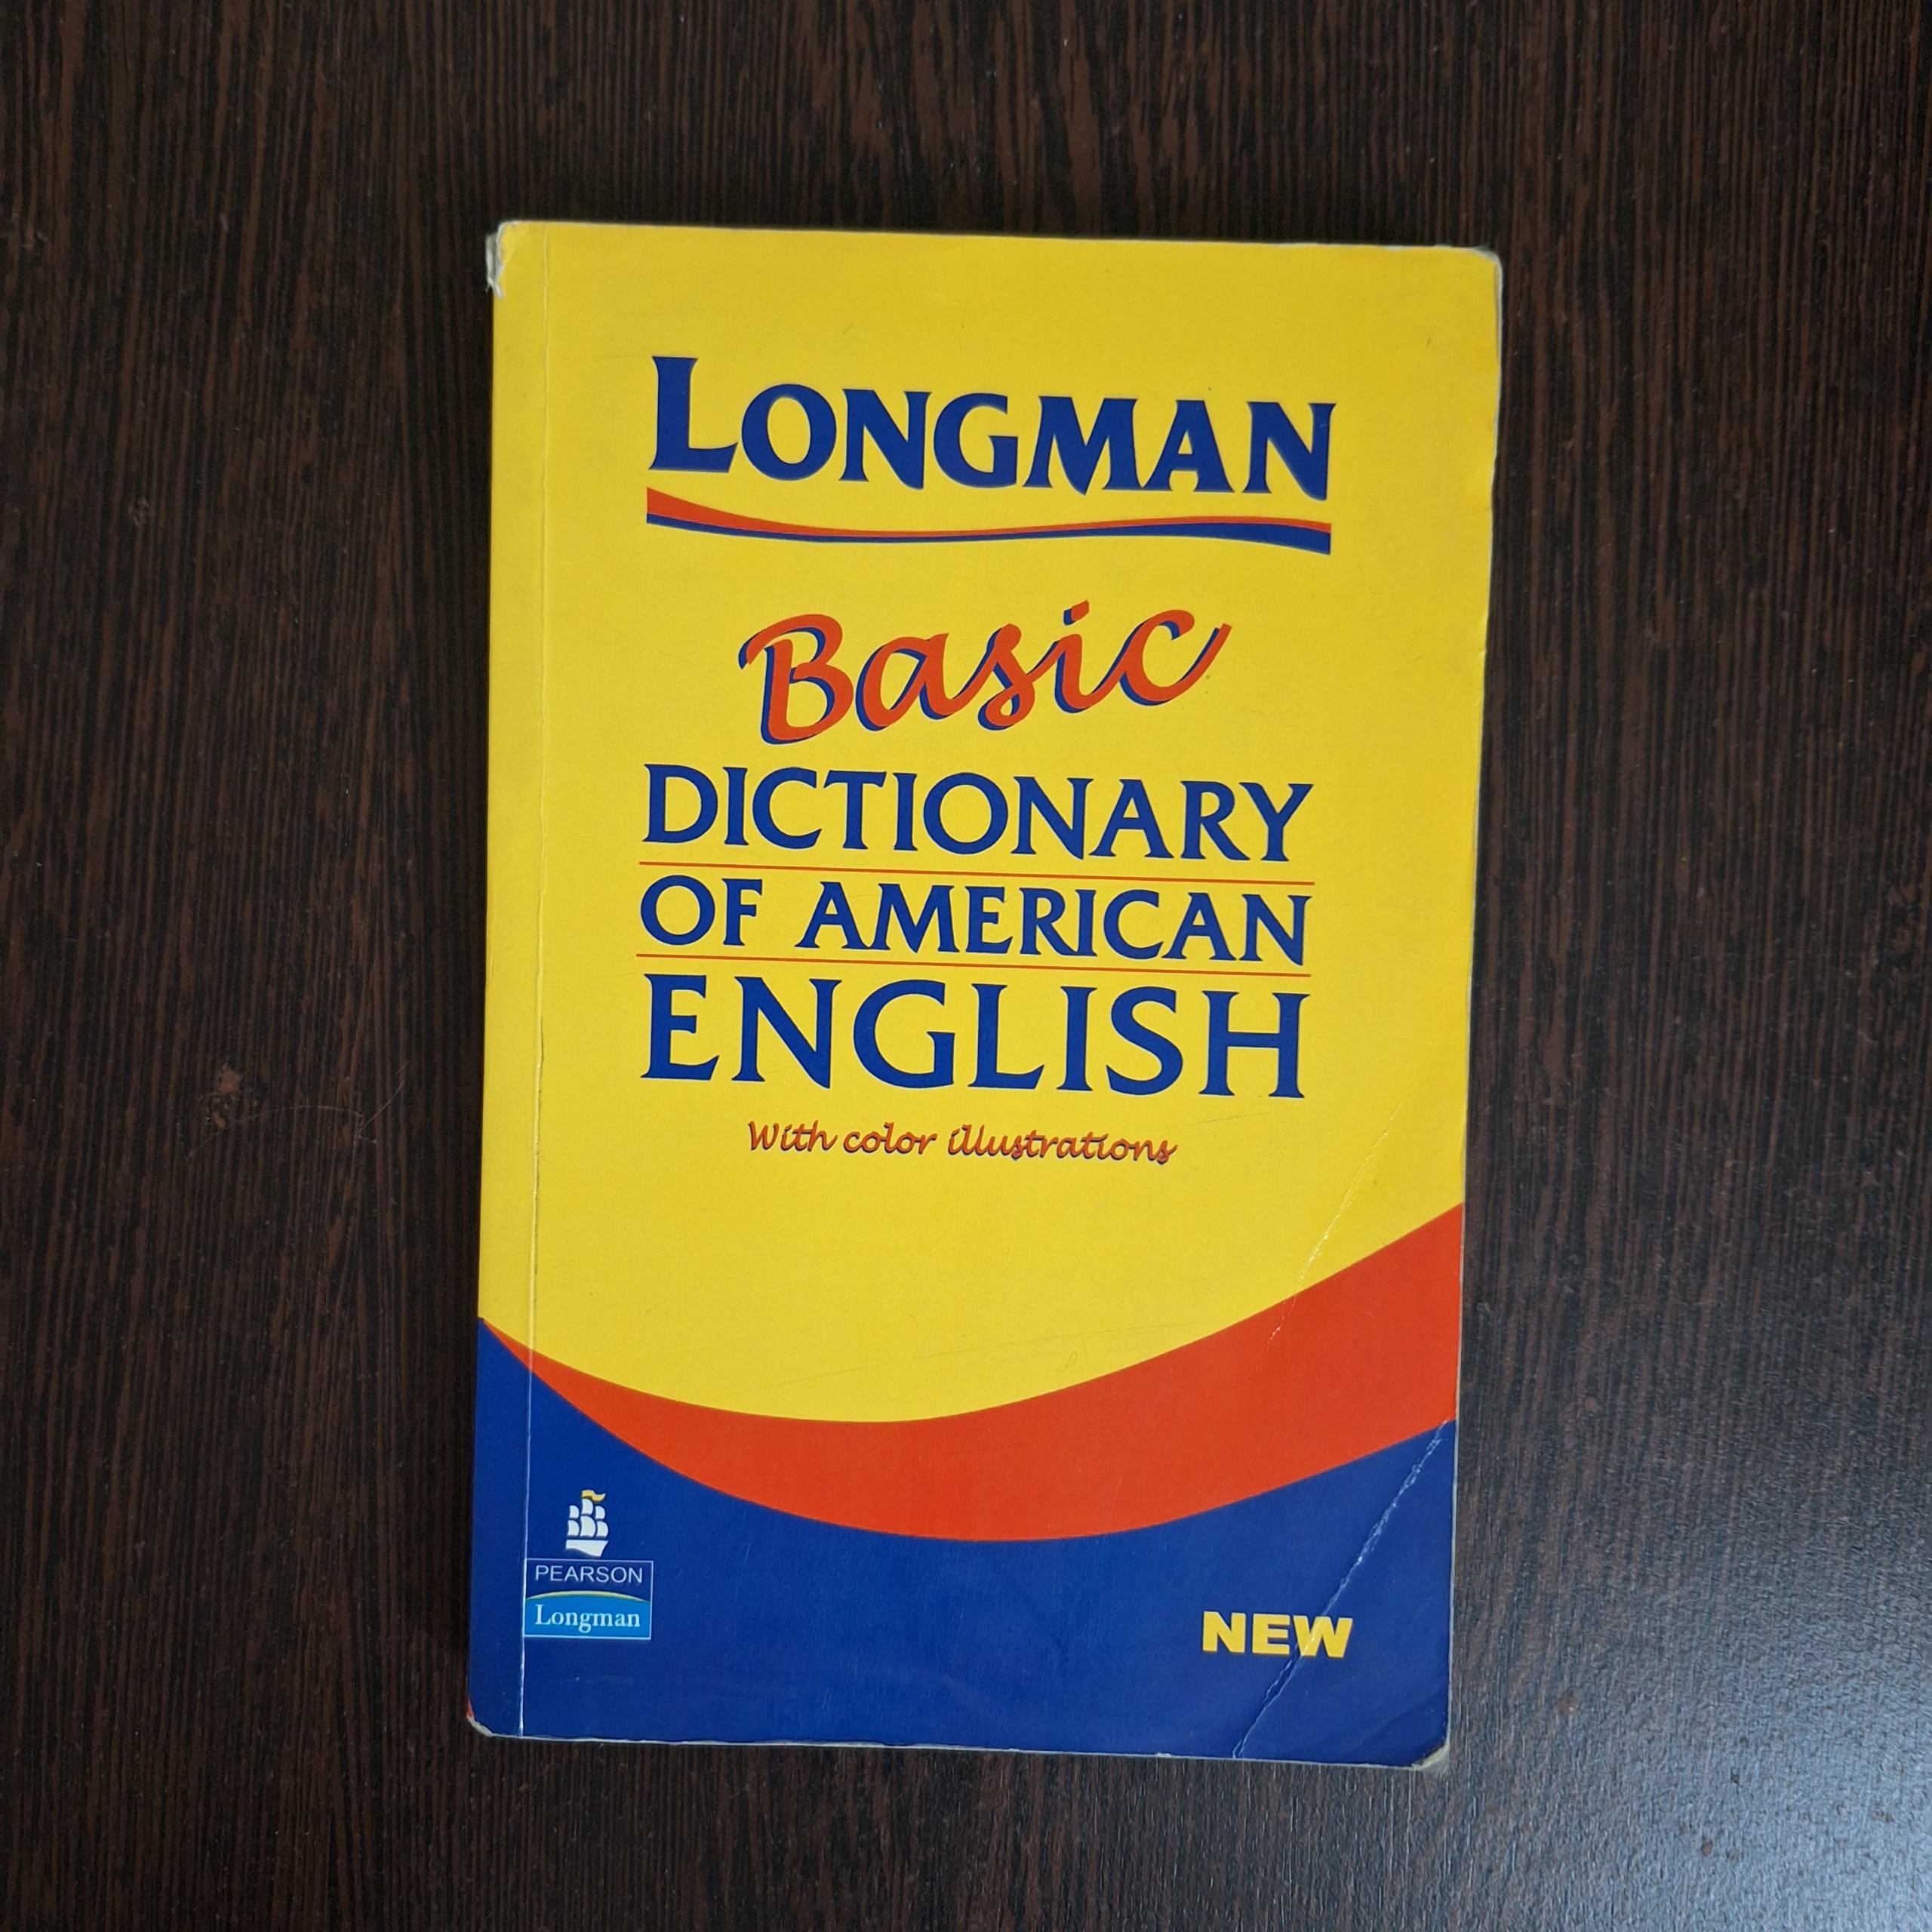 LONGMAN
Basic
DICTIONARY
OF AMERICAN
ENGLISH
With color illustrations
PEARSON
Longman
NEW